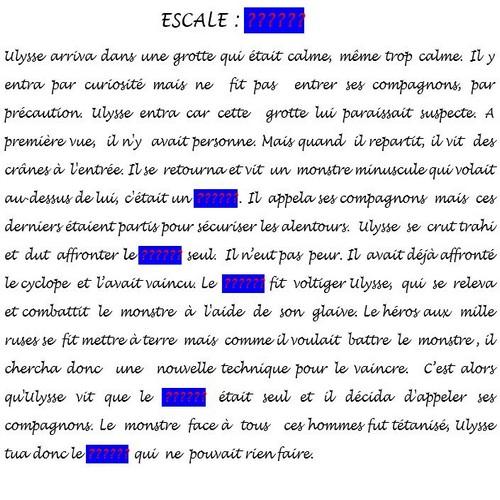 ESCALE : ??????
Ulysse arriva dans une grotte qui était calme, même trop calme. Il y
entra par curiosité mais ne fit pas entrer ses compagnons, par
précaution. Ulysse entra car cette grotte lui paraissait suspecte. A
première vue, il n'y avait personne. Mais quand il repartit, il vit des
crânes à l'entrée. Il se retourna et vit un monstre minuscule qui volait
au-dessus de lui, c'était un ??????. Il appela ses compagnons mais ces
derniers étaient partis pour sécuriser les alentours. Ulysse se crut trahi
et dut affronter le ?????? seul. Il n'eut pas peur. Il avait déjà affronté
le cyclope et l'avait vaincu. Le ?????? fit voltiger Ulysse, qui se releva
et combattit le monstre à l'aide de son glaive. Le héros aux mille
ruses se fit mettre à terre mais comme il voulait battre le monstre, il
chercha donc une nouvelle technique pour le vaincre. C'est alors
qu'Ulysse vit que le ?????? était seul et il décida d'appeler ses
compagnons. Le monstre face à tous ces hommes fut tétanisé, Ulysse
tua donc le ?????? qui ne pouvait rien faire.